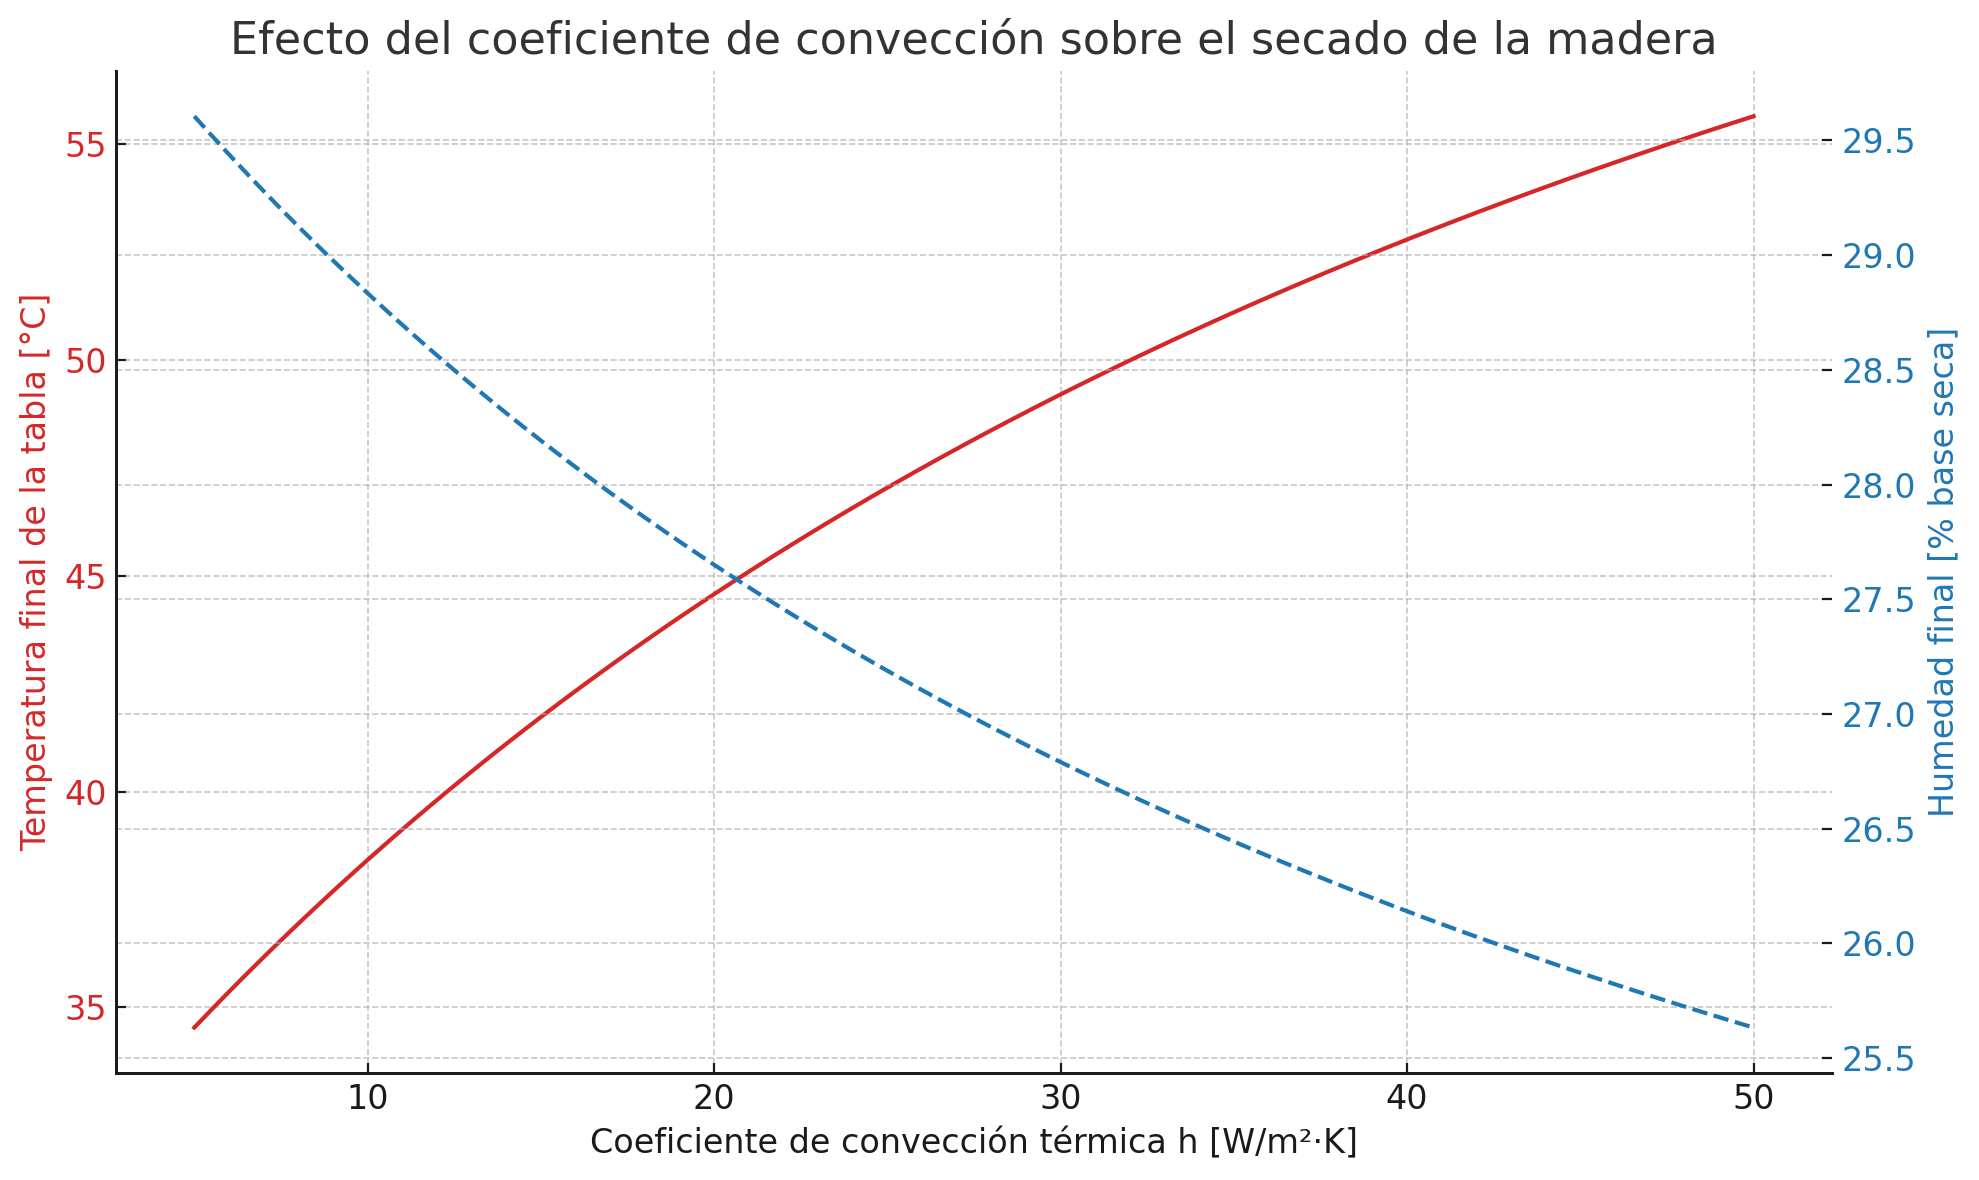 Efecto del coeficiente de convección sobre el secado de la madera
Temperatura final de la tabla [°C]
55
50
45
40
35
29.5
29.0
28.5
28.0
27.5
27.0
26.5
26.0
25.5
Humedad final [% base seca]
10 20 30 40 50
Coeficiente de convección térmica h [W/m²·K]